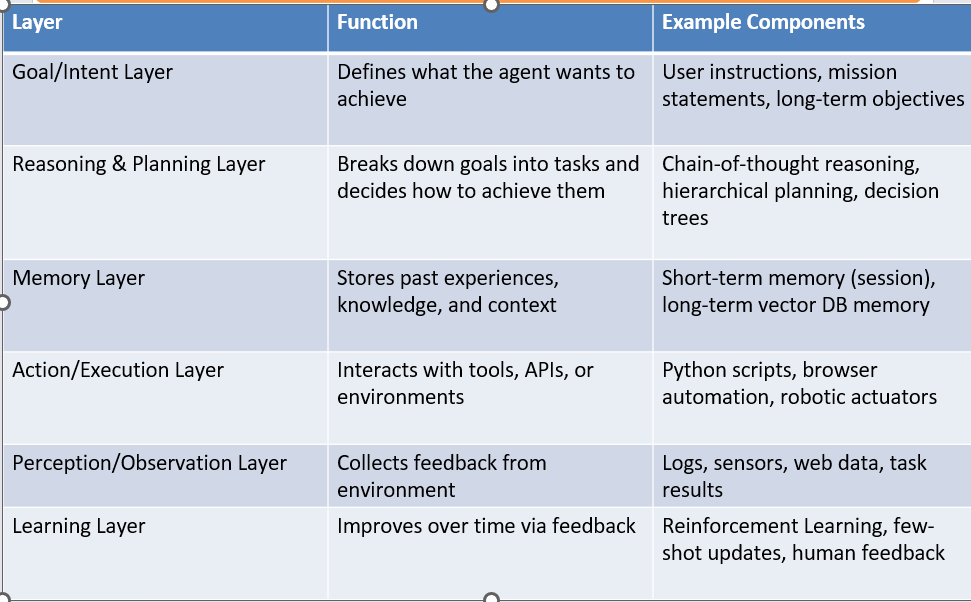 Layer
Function
Example Components
Goal/Intent Layer
Defines what the agent wants to
achieve
User instructions, mission
statements, long-term objectives
Reasoning & Planning Layer
Breaks down goals into tasks and
decides how to achieve them
Chain-of-thought reasoning,
hierarchical planning, decision
trees
Memory Layer
Stores past experiences,
knowledge, and context
Short-term memory (session),
long-term vector DB memory
Action/Execution Layer
Interacts with tools, APIs, or
environments
Python scripts, browser
automation, robotic actuators
Perception/Observation Layer
Collects feedback from
environment
Logs, sensors, web data, task
results
Learning Layer
Improves over time via feedback
Reinforcement Learning, few-
shot updates, human feedback